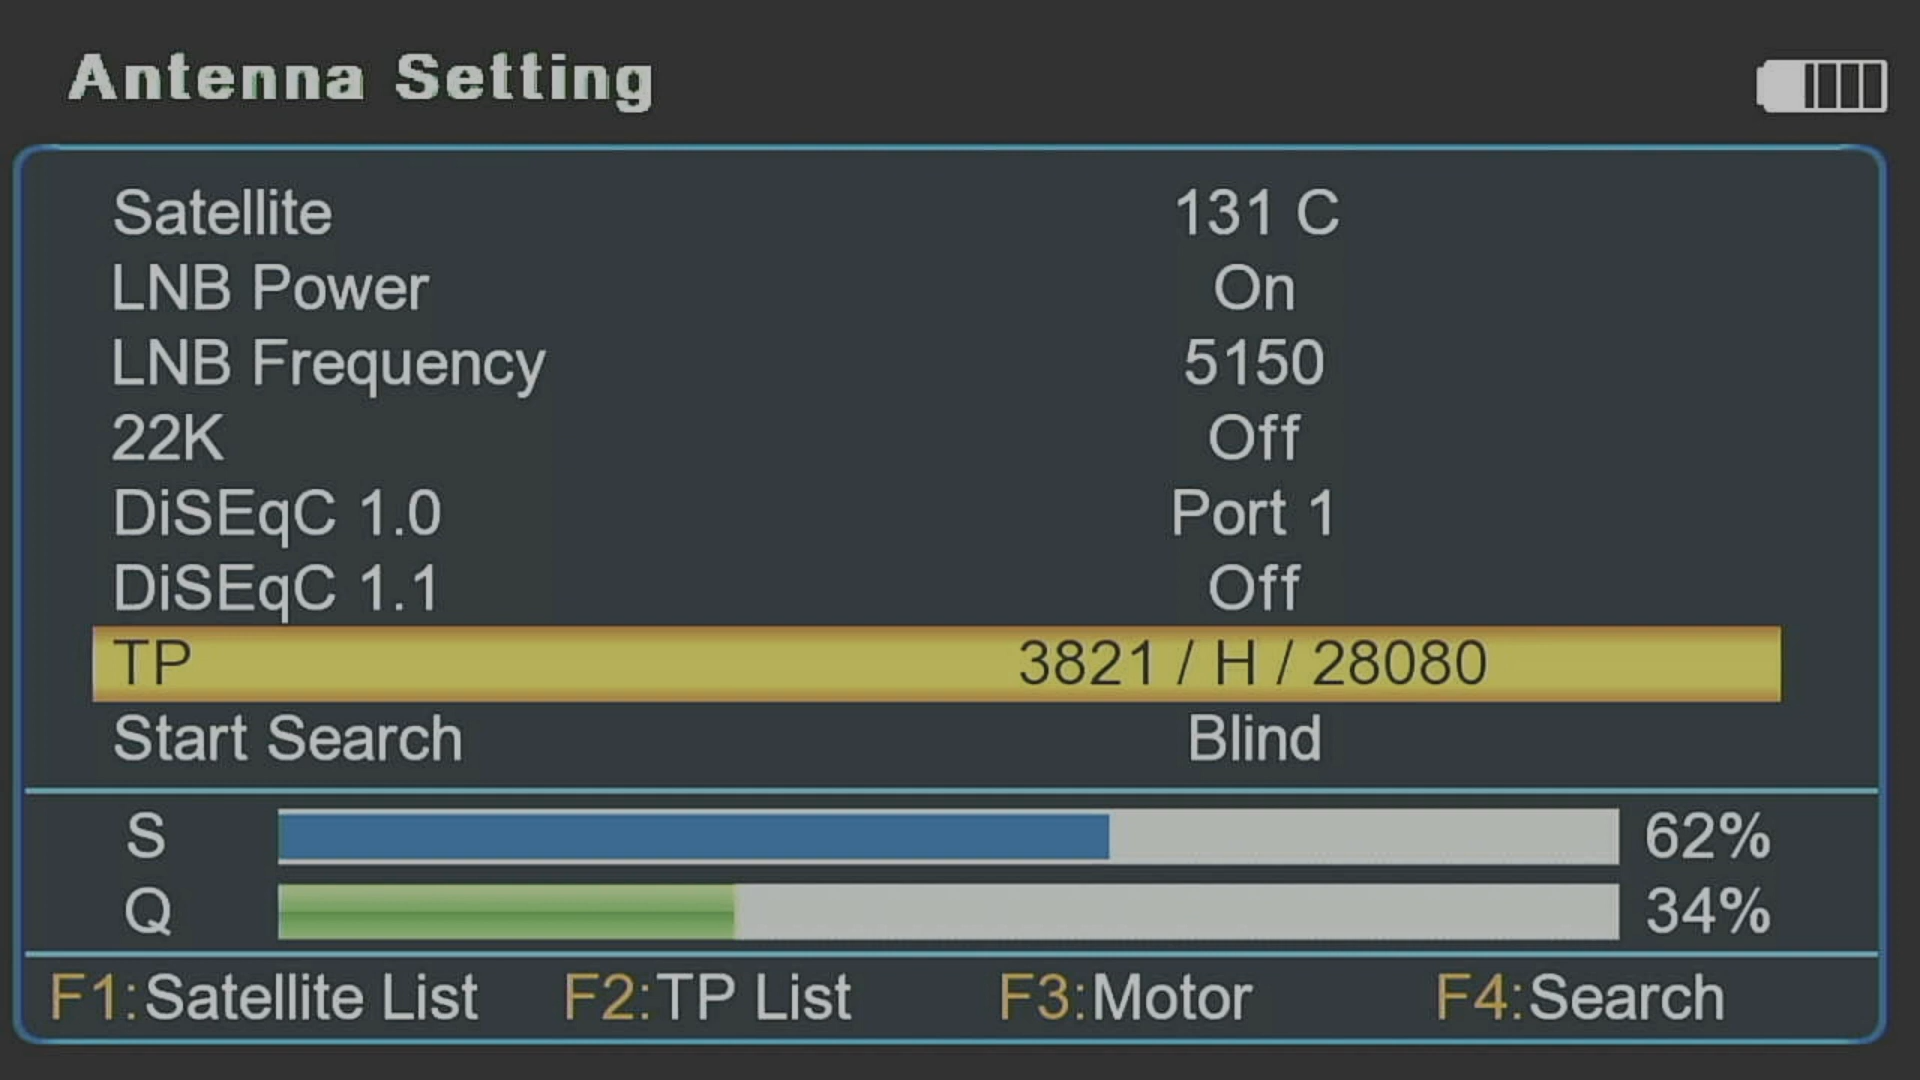 Antenna Setting
Satellite 131 C
LNB Power On
LNB Frequency 5150
22K Off
DiSEqC 1.0 Port 1
DiSEqC 1.1 Off
TP 3821 / H / 28080
Start Search Blind
S 62%
Q 34%
F1:Satellite List F2:TP List F3:Motor F4:Search